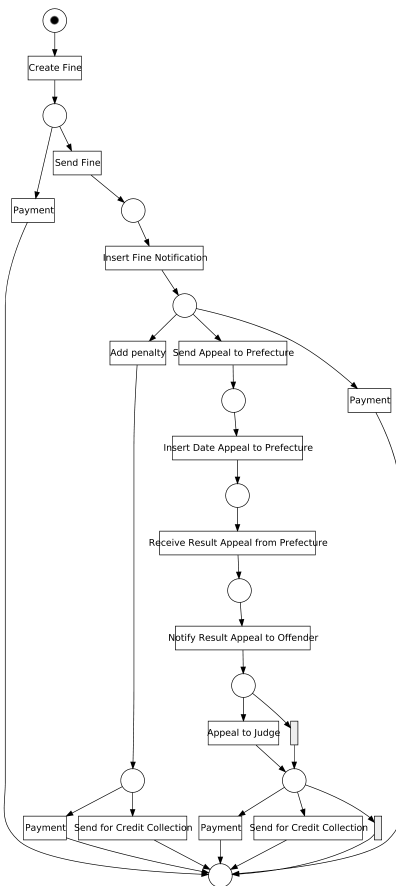 Create Fine
Send Fine
Payment
Insert Fine Notification
Add penalty
Send Appeal to Prefecture
Payment
Insert Date Appeal to Prefecture
Receive Result Appeal from Prefecture
Notify Result Appeal to Offender
Appeal to Judge
Payment
Send for Credit Collection
Payment
Send for Credit Collection